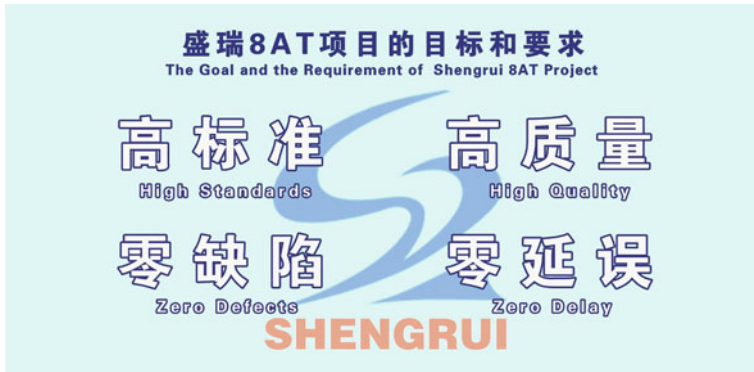 盛瑞8AT项目的目标和要求
The Goal and the Requirement of Shengrui 8AT Project
高标准
High Standards
高质量
High Quality
零缺陷
Zero Defects
零延误
Zero Delay
SHENGRUI